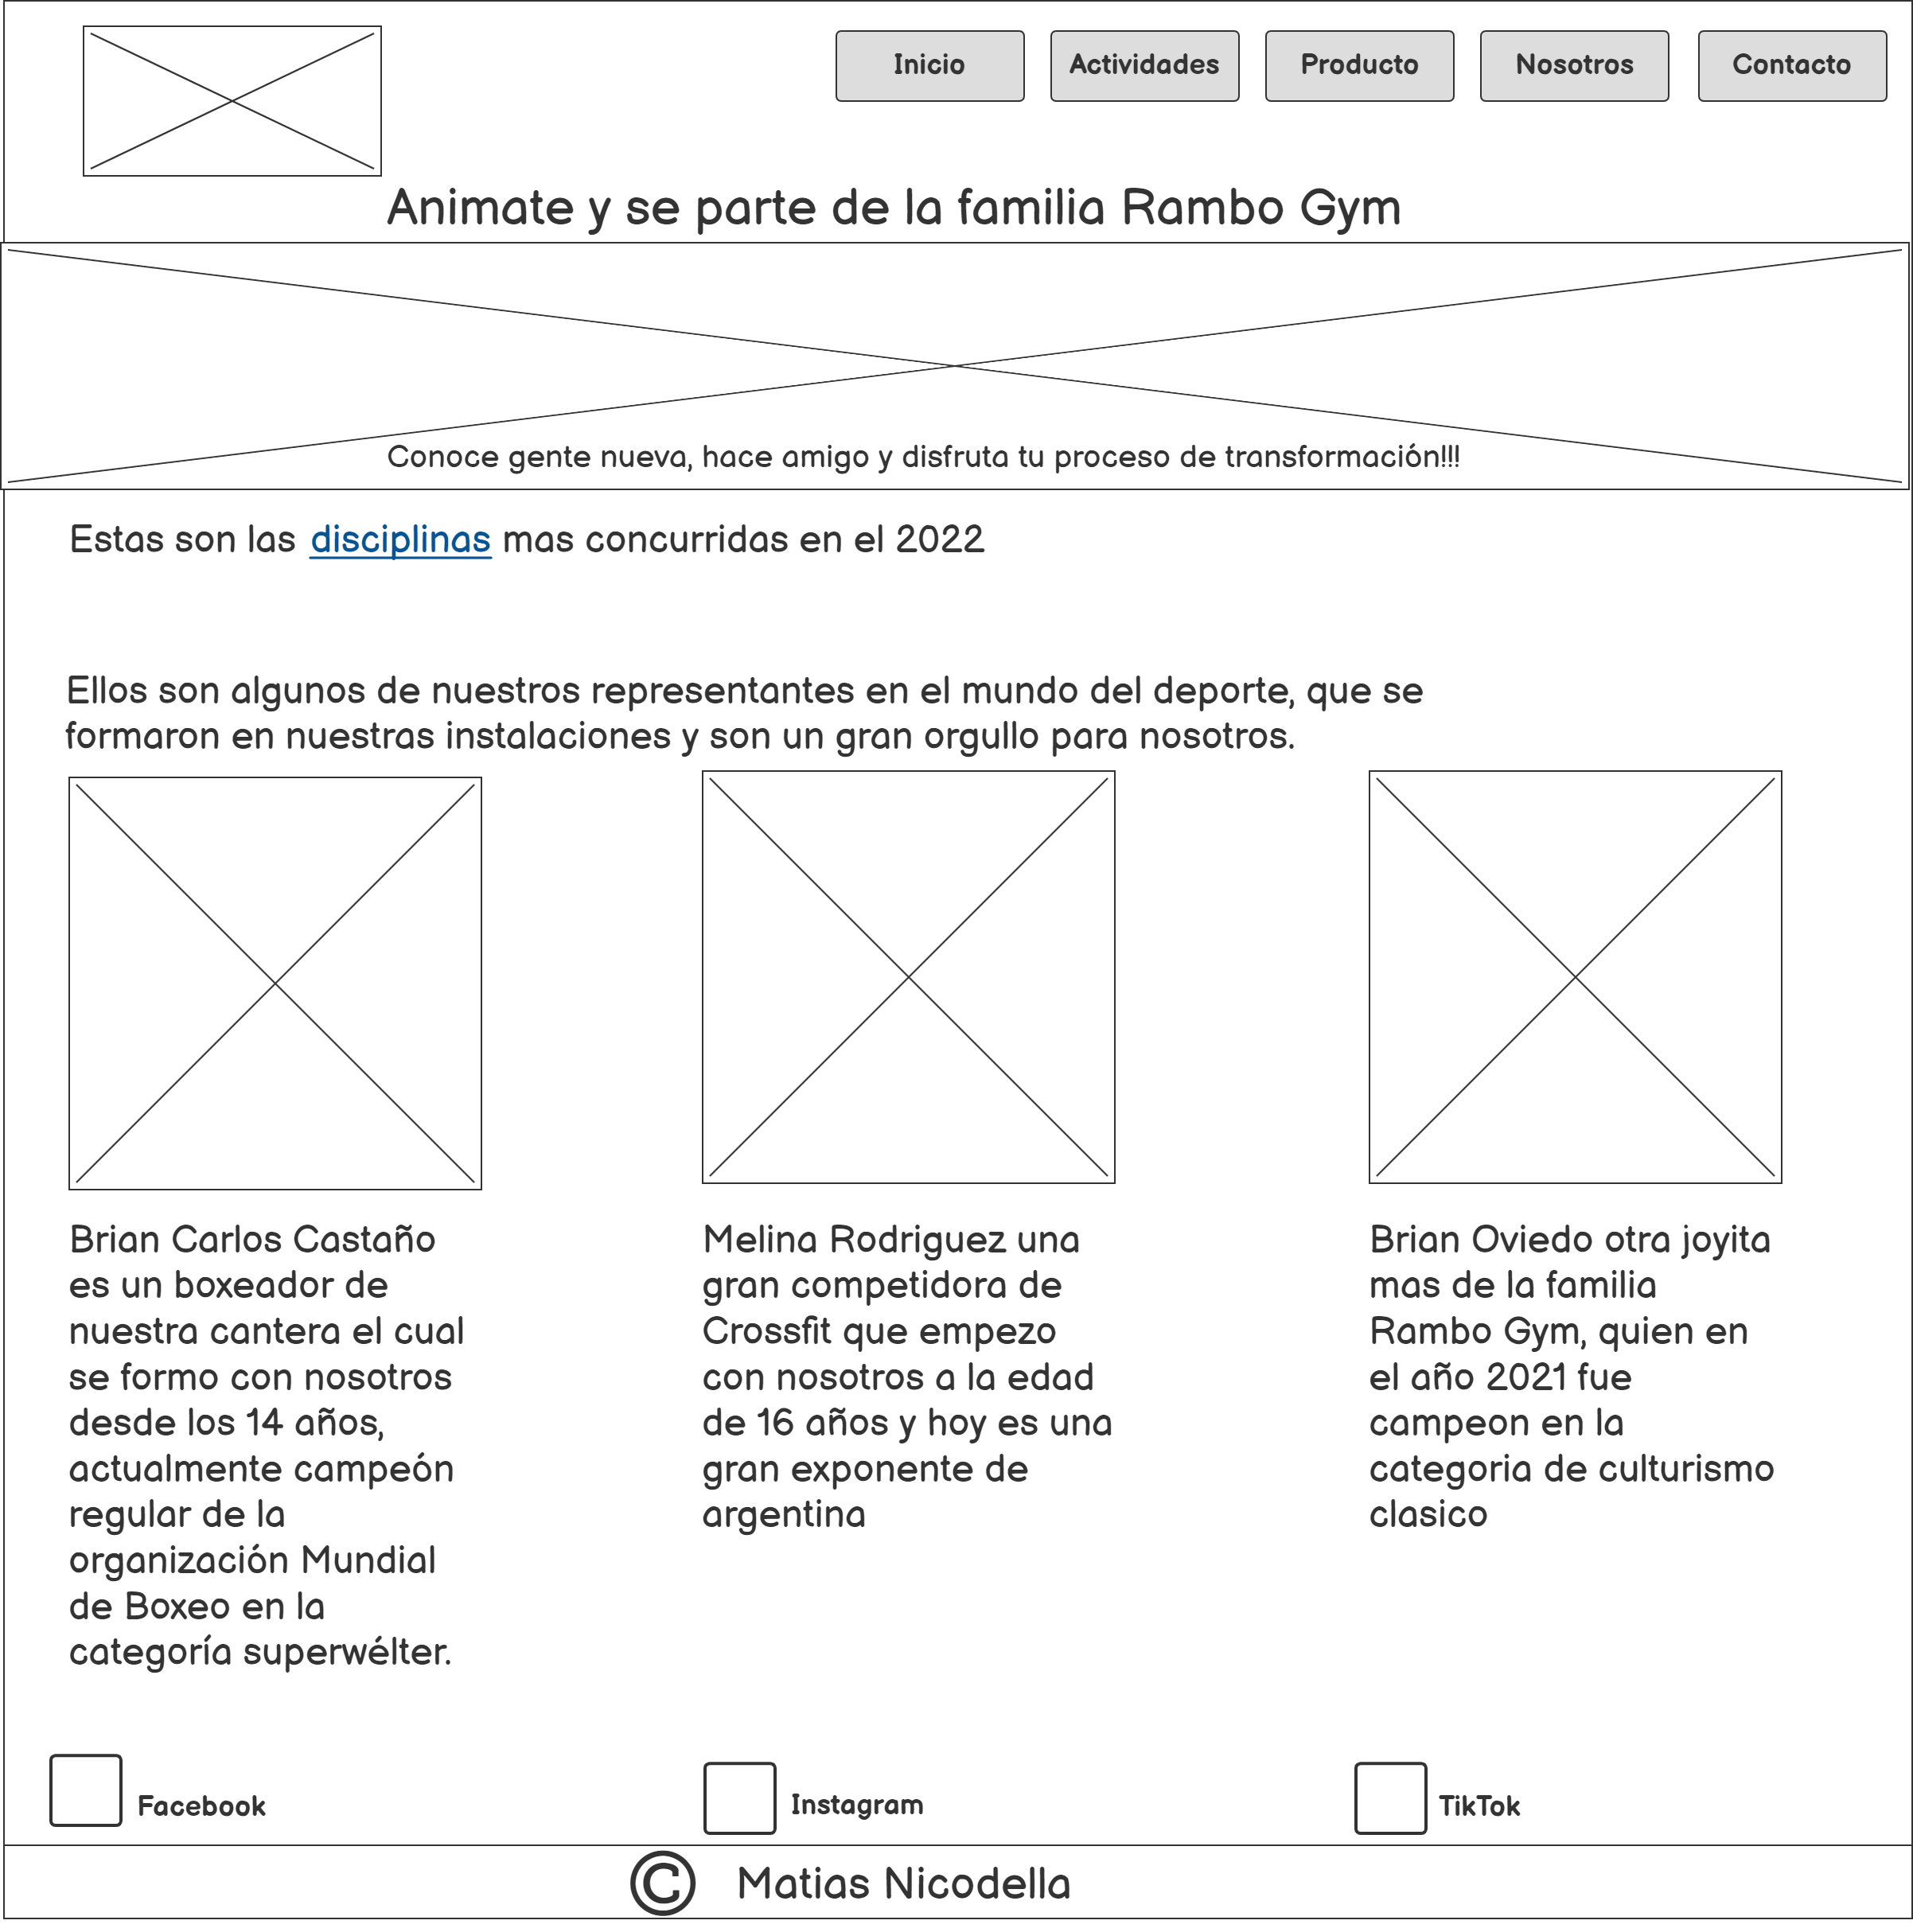 Inicio
Actividades
Producto
Nosotros
Contacto
Animate y se parte de la familia Rambo Gym
Conoce gente nueva, hace amigo y disfruta tu proceso de transformación!!!
Estas son las disciplinas mas concurridas en el 2022
Ellos son algunos de nuestros representantes en el mundo del deporte, que se
formaron en nuestras instalaciones y son un gran orgullo para nosotros.
Brian Carlos Castaño
es un boxeador de
nuestra cantera el cual
se formo con nosotros
desde los 14 años,
actualmente campeón
regular de la
organización Mundial
de Boxeo en la
categoría superwélter.
Melina Rodriguez una
gran competidora de
Crossfit que empezo
con nosotros a la edad
de 16 años y hoy es una
gran exponente de
argentina
Brian Oviedo otra joyita
mas de la familia
Rambo Gym, quien en
el año 2021 fue
campeon en la
categoria de culturismo
clasico
Facebook
Instagram
TikTok
© Matias Nicodella